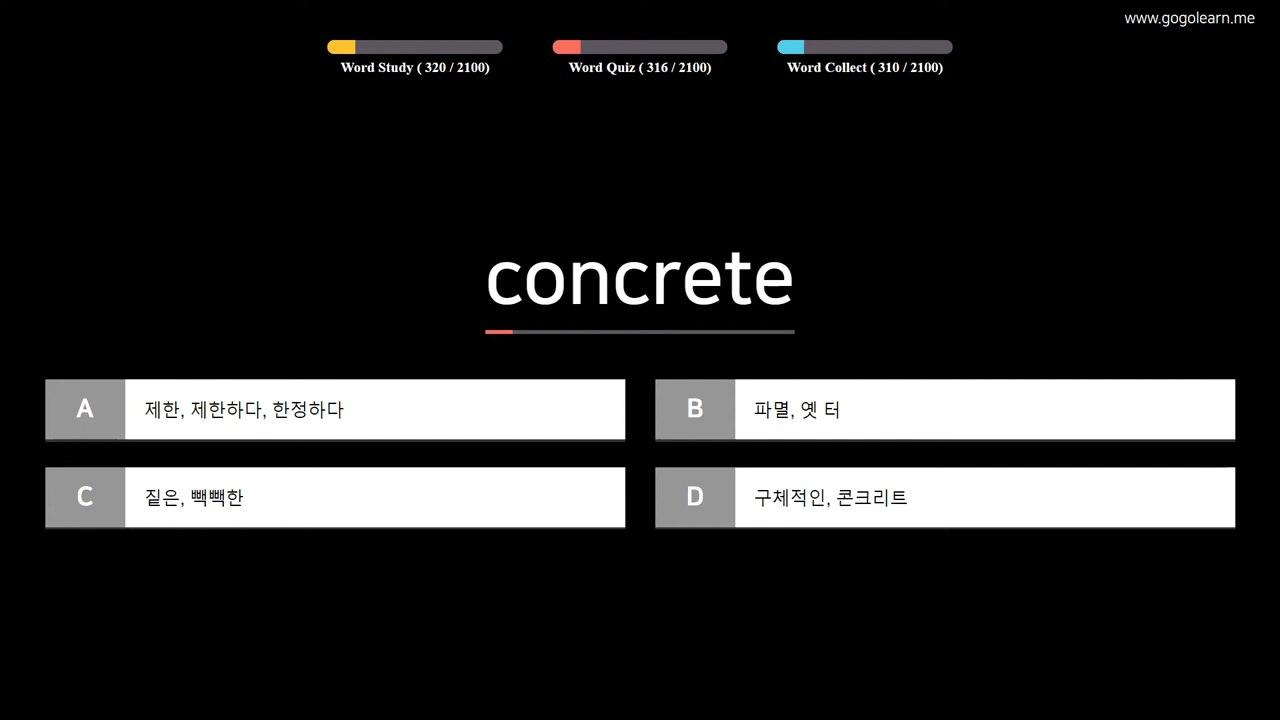 www.gogolearn.me
Word Study ( 320 / 2100)
Word Quiz ( 316 / 2100)
Word Collect ( 310 / 2100)
concrete
A 제한, 제한하다, 한정하다
B 파멸, 옛 터
C 짙은, 빽빽한
D 구체적인, 콘크리트